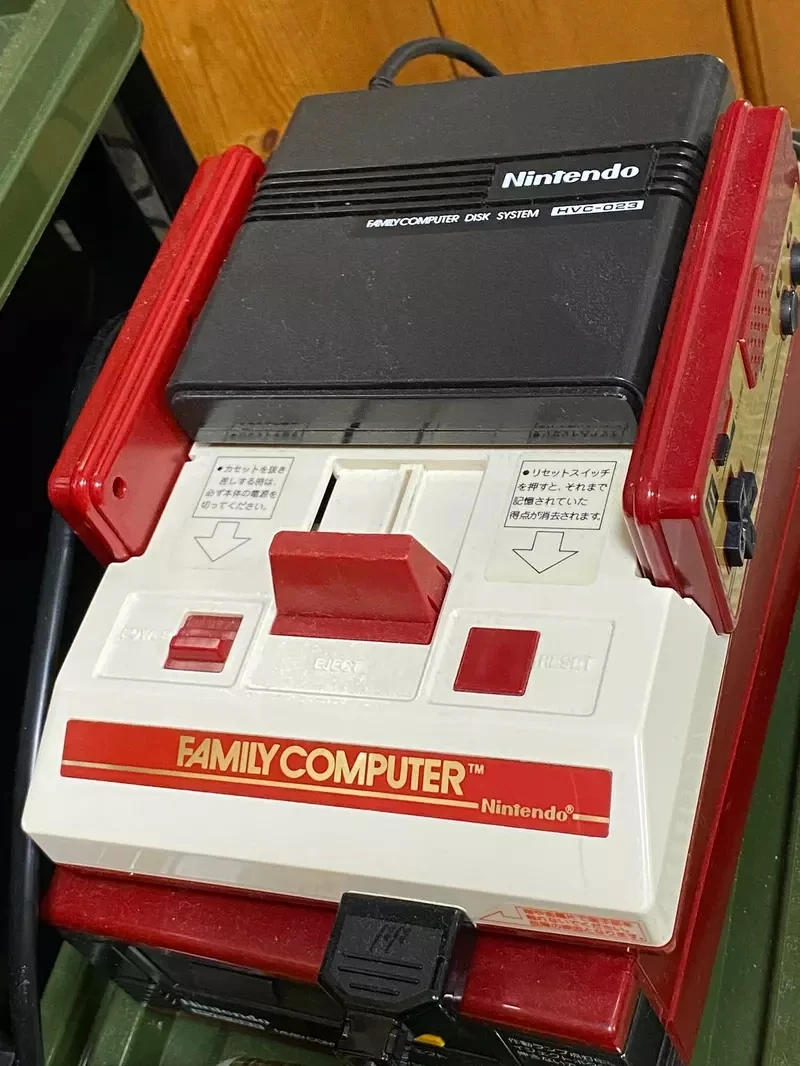 Nintendo
FAMILY COMPUTER DISK SYSTEM HVC-023
●カセットを抜き
差しする時は、
必ず本体の電源を
切ってください。
●リセットスイッチ
を押すと、それまで
記憶されていた
得点が消去されます。
POWER
EJECT
RESET
FAMILY COMPUTER™
Nintendo®
Nintendo